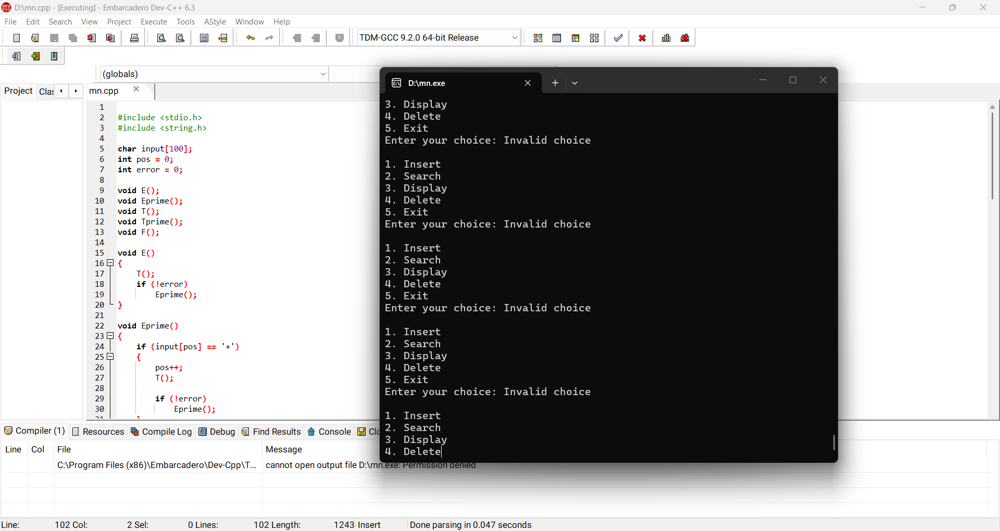 D:\mn.cpp - [Executing] - Embarcadero Dev-C++ 6.3
File Edit Search View Project Execute Tools AStyle Window Help
TDM-GCC 9.2.0 64-bit Release
(globals)
Project Clas
mn.cpp
1
2 #include <stdio.h>
3 #include <string.h>
4
5 char input[100];
6 int pos = 0;
7 int error = 0;
8
9 void E();
10 void Eprime();
11 void T();
12 void Tprime();
13 void F();
14
15 void E()
16 {
17 T();
18 if (!error)
19 Eprime();
20 }
21
22 void Eprime()
23 {
24 if (input[pos] == '+')
25 {
26 pos++;
27 T();
28
29 if (!error)
30 Eprime();
31 }
D:\mn.exe
3. Display
4. Delete
5. Exit
Enter your choice: Invalid choice
1. Insert
2. Search
3. Display
4. Delete
5. Exit
Enter your choice: Invalid choice
1. Insert
2. Search
3. Display
4. Delete
5. Exit
Enter your choice: Invalid choice
1. Insert
2. Search
3. Display
4. Delete
5. Exit
Enter your choice: Invalid choice
1. Insert
2. Search
3. Display
4. Delete
Compiler (1) Resources Compile Log Debug Find Results Console Clo
Line Col File Message
C:\Program Files (x86)\Embarcadero\Dev-Cpp\T... cannot open output file D:\mn.exe: Permission denied
Line: 102 Col: 2 Sel: 0 Lines: 102 Length: 1243 Insert Done parsing in 0.047 seconds